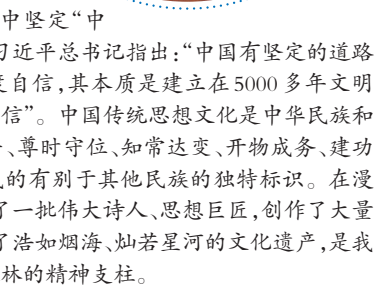 中坚定“中
习近平总书记指出：“中国有坚定的道路
度自信，其本质是建立在5000多年文明
信”。中国传统思想文化是中华民族和
、尊时守位、知常达变、开物成务、建功
的有别于其他民族的独特标识。在漫
了一批伟大诗人、思想巨匠，创作了大量
了浩如烟海、灿若星河的文化遗产，是我
林的精神支柱。